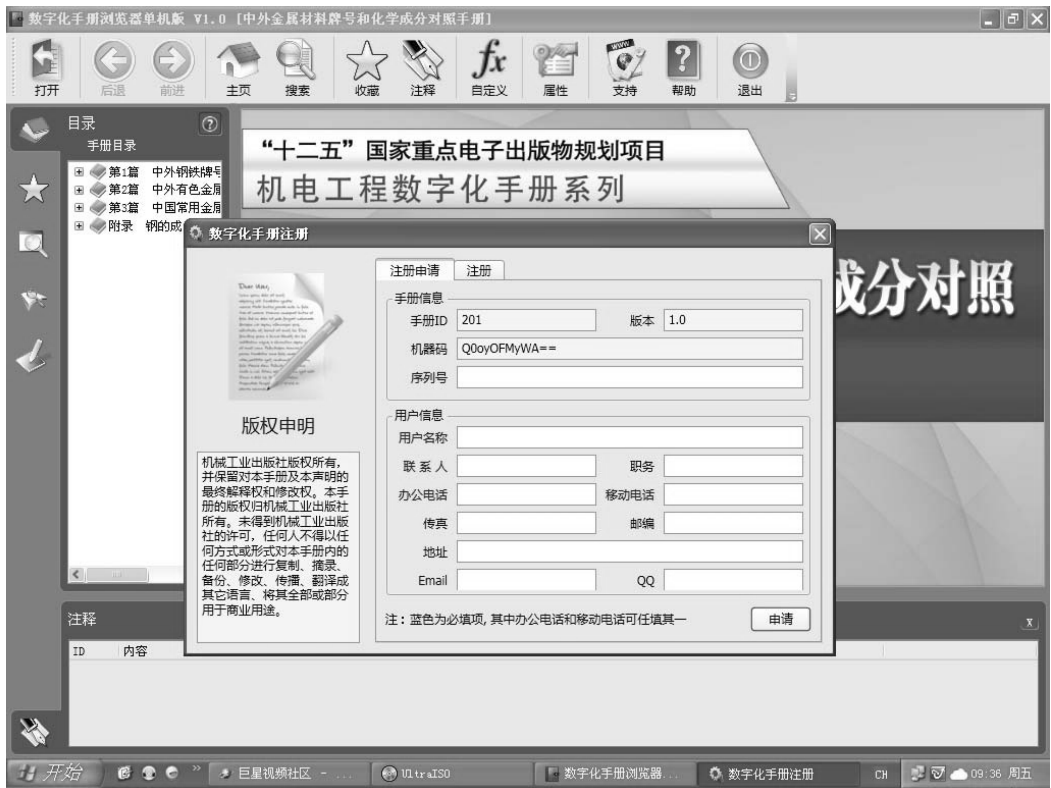 数字化手册浏览器单机版 V1.0 [中外金属材料牌号和化学成分对照手册]
打开 后退 前进 主页 搜索 收藏 注释 自定义 属性 支持 帮助 退出
目录
手册目录
第1篇 中外钢铁牌号
第2篇 中外有色金属
第3篇 中国常用金属
附录 钢的成
“十二五”国家重点电子出版物规划项目
机电工程数字化手册系列
成分对照
数字化手册注册
注册申请 注册
手册信息
手册ID 201 版本 1.0
机器码 Q0oyOFMyWA==
序列号
用户信息
用户名称
联系人 职务
办公电话 移动电话
传真 邮编
地址
Email QQ
注：蓝色为必填项, 其中办公电话和移动电话可任填其一 申请
版权申明
机械工业出版社版权所有，
并保留对本手册及本声明的
最终解释权和修改权。本手
册的版权归机械工业出版社
所有。未得到机械工业出版
社的许可，任何人不得以任
何方式或形式对本手册内的
任何部分进行复制、摘录、
备份、修改、传播、翻译成
其它语言、将其全部或部分
用于商业用途。
注释
ID 内容
开始 巨星视频社区 - ... UltraISO 数字化手册浏览器... 数字化手册注册 CH 09:36 周五